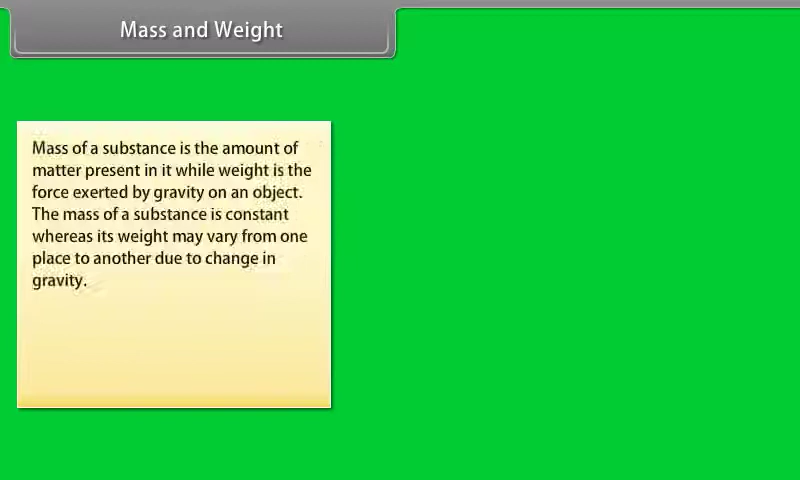 Mass and Weight
Mass of a substance is the amount of
matter present in it while weight is the
force exerted by gravity on an object.
The mass of a substance is constant
whereas its weight may vary from one
place to another due to change in
gravity.